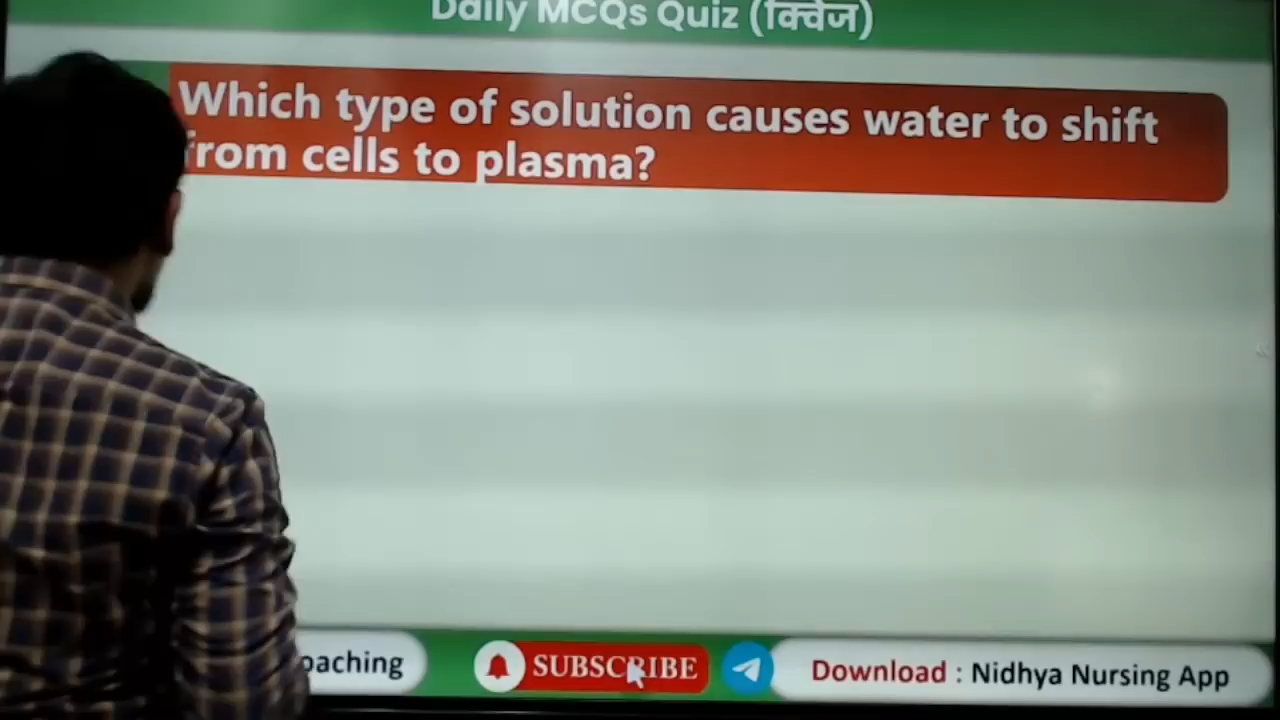 Daily MCQs Quiz (क्विज)
Which type of solution causes water to shift
from cells to plasma?
oaching
SUBSCRIBE
Download : Nidhya Nursing App